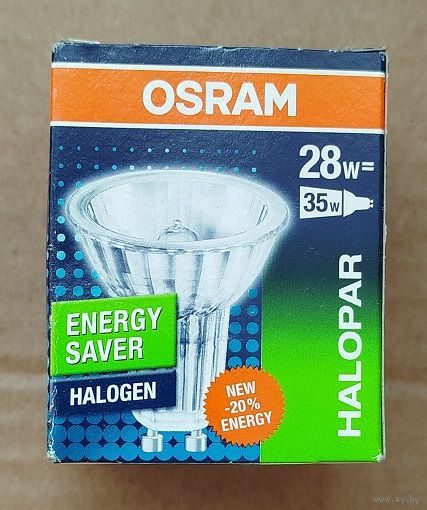 OSRAM
28W=
35W
ENERGY
SAVER
HALOGEN
NEW
-20%
ENERGY
HALOPAR
www.ay.by